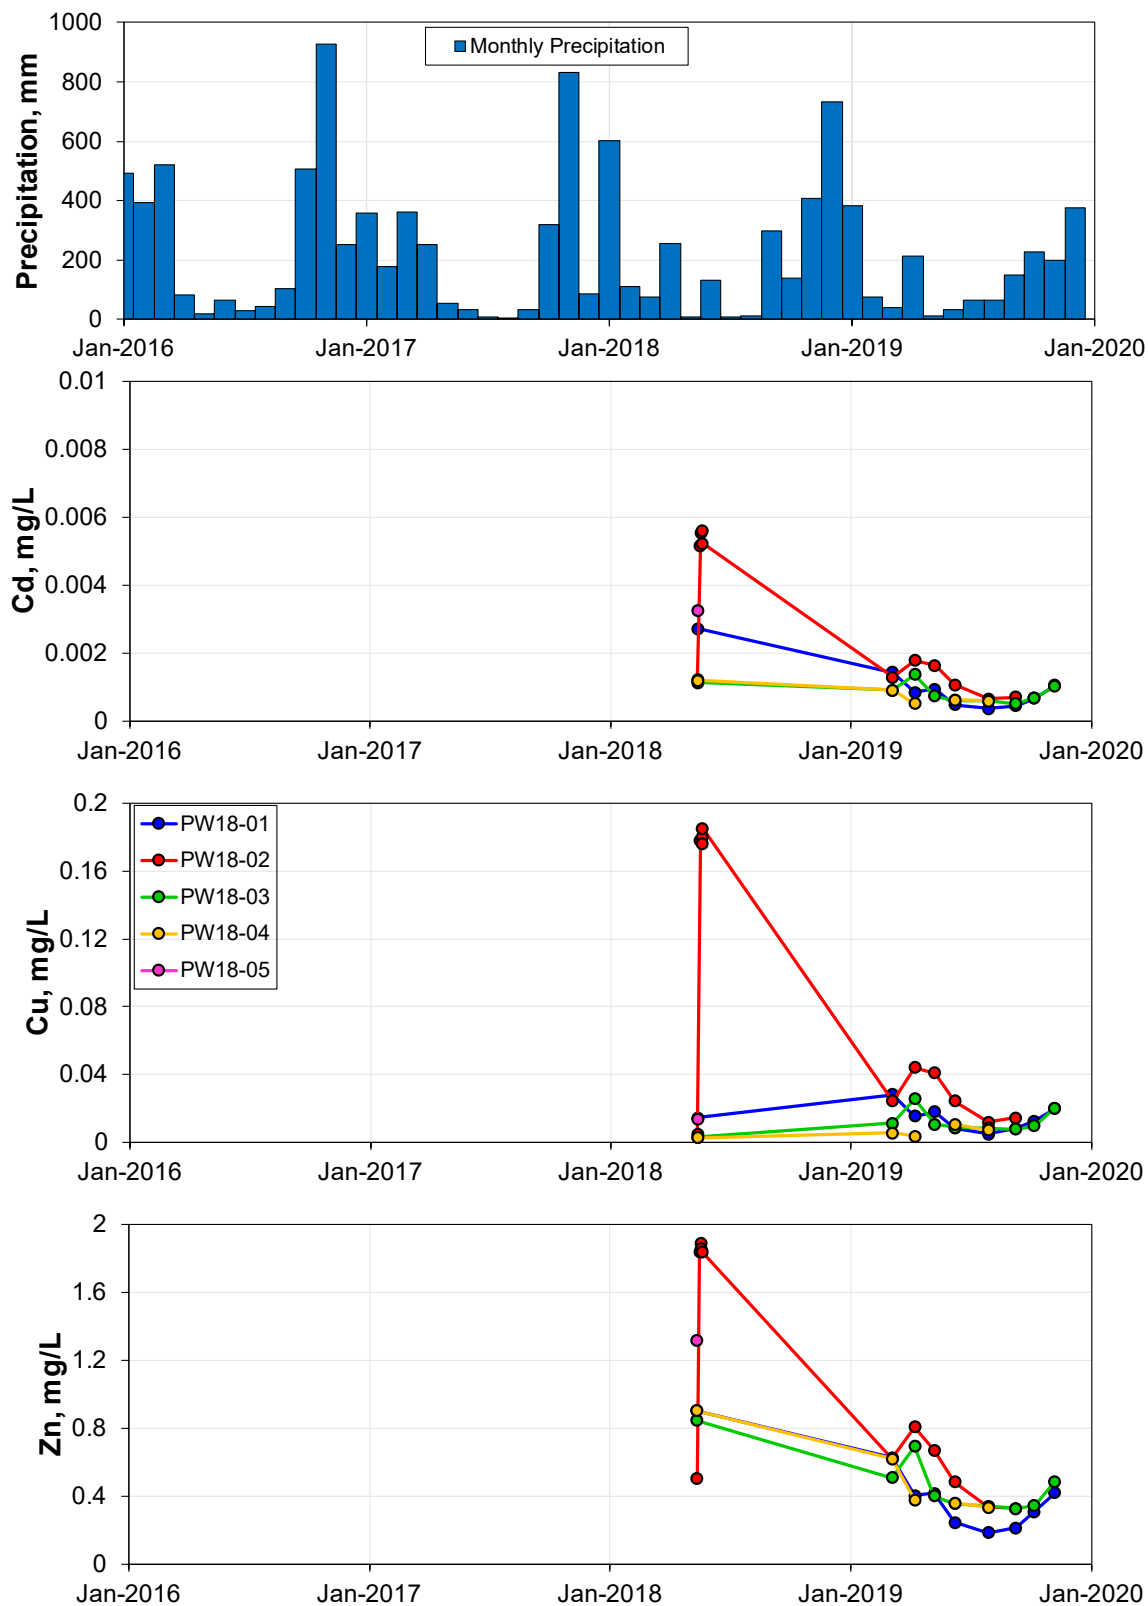 Precipitation, mm
1000
800
600
400
200
0
Monthly Precipitation
Jan-2016 Jan-2017 Jan-2018 Jan-2019 Jan-2020
Cd, mg/L
0.01
0.008
0.006
0.004
0.002
0
Jan-2016 Jan-2017 Jan-2018 Jan-2019 Jan-2020
Cu, mg/L
0.2
0.16
0.12
0.08
0.04
0
PW18-01
PW18-02
PW18-03
PW18-04
PW18-05
Jan-2016 Jan-2017 Jan-2018 Jan-2019 Jan-2020
Zn, mg/L
2
1.6
1.2
0.8
0.4
0
Jan-2016 Jan-2017 Jan-2018 Jan-2019 Jan-2020